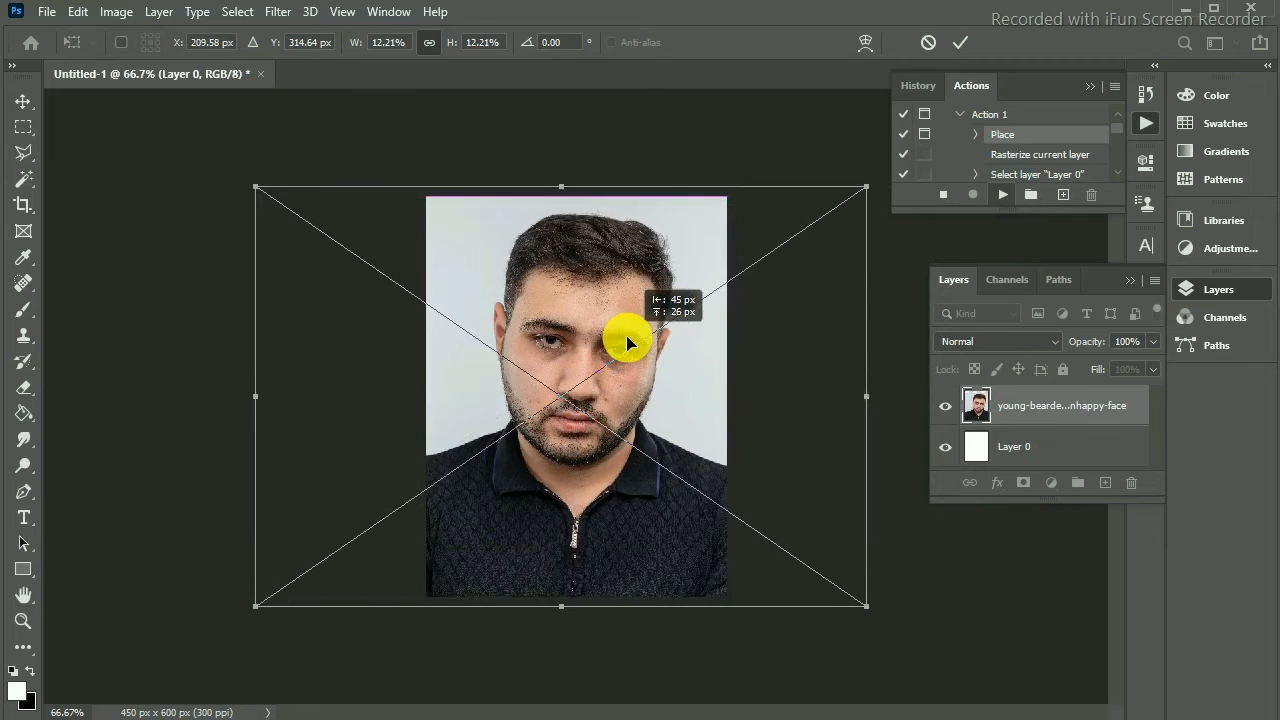 Ps File Edit Image Layer Type Select Filter 3D View Window Help
Recorded with iFun Screen Recorder
X: 209.58 px Y: 314.64 px W: 12.21% H: 12.21% 0.00 ° Anti-alias
Untitled-1 @ 66.7% (Layer 0, RGB/8) * ×
History Actions
Action 1
Place
Rasterize current layer
Select layer “Layer 0”
Color
Swatches
Gradients
Patterns
Libraries
Adjustme...
Layers
Channels
Paths
Layers Channels Paths
Kind
Normal Opacity: 100%
Lock: Fill: 100%
young-bearde...nhappy-face
Layer 0
fx
45 px
26 px
T
A
66.67% 450 px x 600 px (300 ppi)